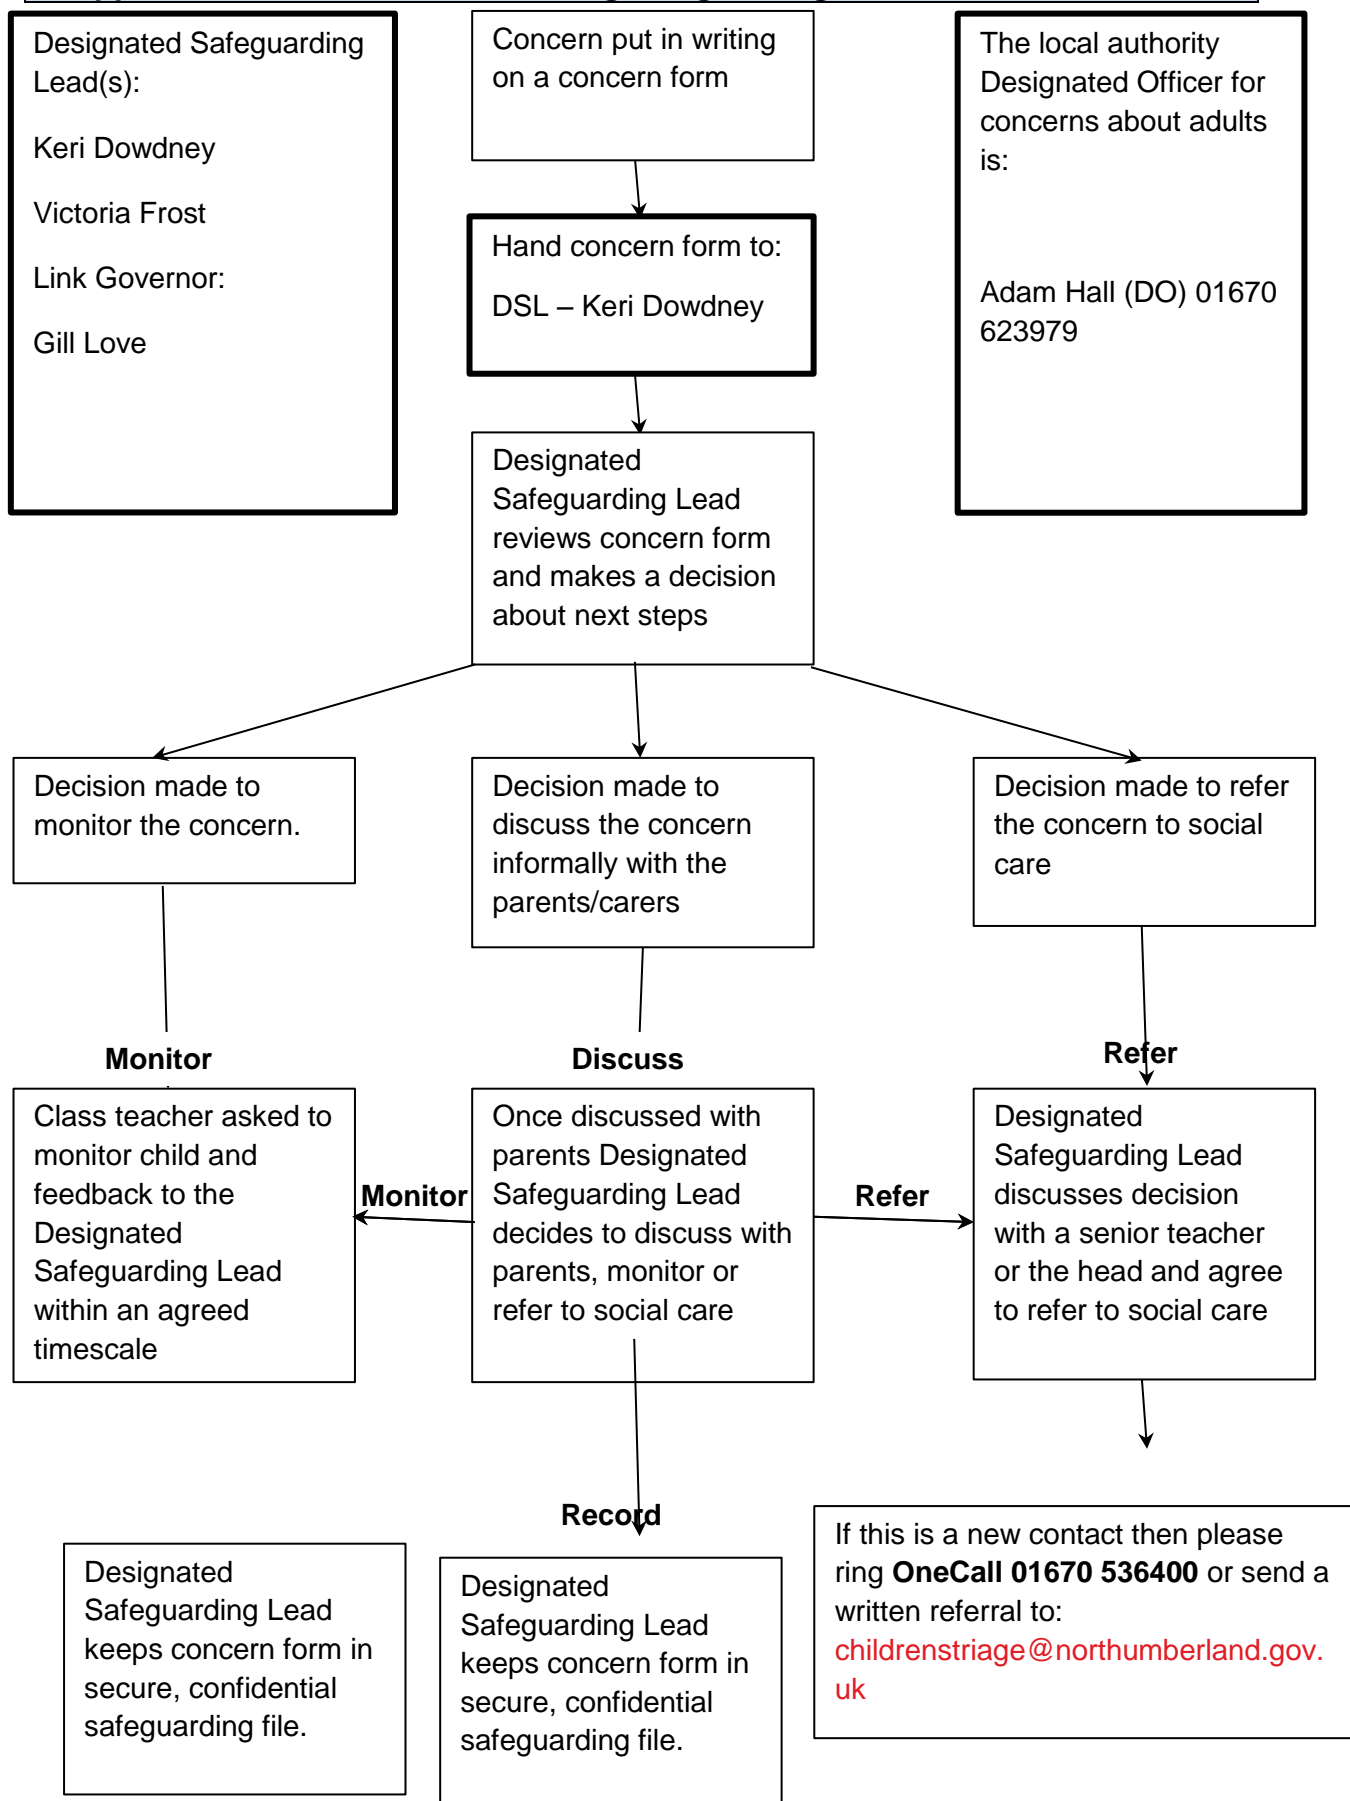 Designated Safeguarding
Lead(s):
Keri Dowdney
Victoria Frost
Link Governor:
Gill Love
Concern put in writing
on a concern form
The local authority
Designated Officer for
concerns about adults
is:
Adam Hall (DO) 01670
623979
Hand concern form to:
DSL – Keri Dowdney
Designated
Safeguarding Lead
reviews concern form
and makes a decision
about next steps
Decision made to
monitor the concern.
Decision made to
discuss the concern
informally with the
parents/carers
Decision made to refer
the concern to social
care
Monitor
Discuss
Refer
Class teacher asked to
monitor child and
feedback to the
Designated
Safeguarding Lead
within an agreed
timescale
Monitor
Once discussed with
parents Designated
Safeguarding Lead
decides to discuss with
parents, monitor or
refer to social care
Refer
Designated
Safeguarding Lead
discusses decision
with a senior teacher
or the head and agree
to refer to social care
Record
Designated
Safeguarding Lead
keeps concern form in
secure, confidential
safeguarding file.
Designated
Safeguarding Lead
keeps concern form in
secure, confidential
safeguarding file.
If this is a new contact then please
ring OneCall 01670 536400 or send a
written referral to:
childrenstriage@northumberland.gov.
uk